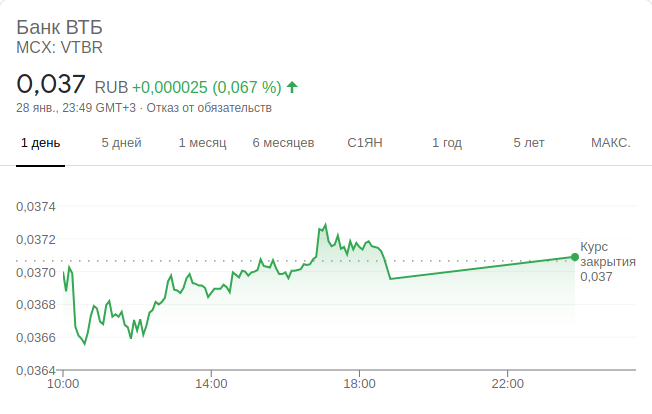 Банк ВТБ
MCX: VTBR
0,037 RUB +0,000025 (0,067 %)
28 янв., 23:49 GMT+3 · Отказ от обязательств
1 день 5 дней 1 месяц 6 месяцев С1ЯН 1 год 5 лет МАКС.
0,0374
0,0372
0,0370
0,0368
0,0366
0,0364
Курс
закрытия
0,037
10:00 14:00 18:00 22:00